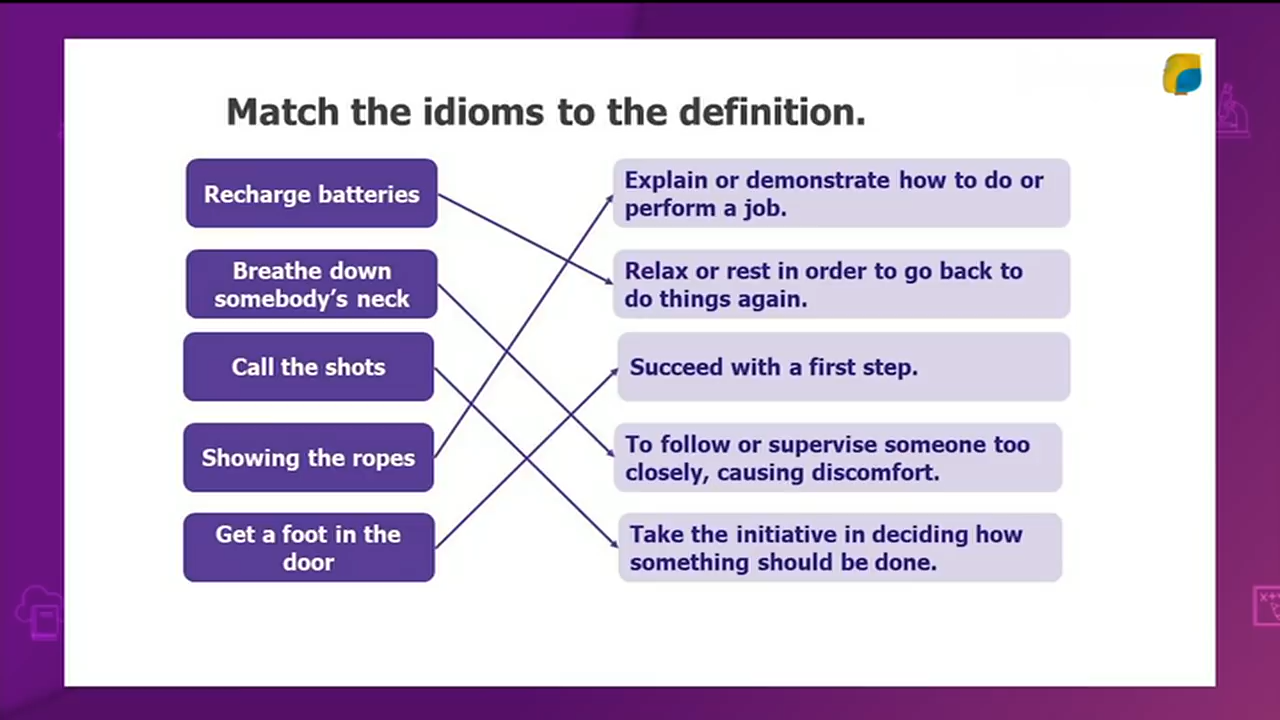 Match the idioms to the definition.
Recharge batteries
Explain or demonstrate how to do or
perform a job.
Breathe down
somebody’s neck
Relax or rest in order to go back to
do things again.
Call the shots
Succeed with a first step.
Showing the ropes
To follow or supervise someone too
closely, causing discomfort.
Get a foot in the
door
Take the initiative in deciding how
something should be done.